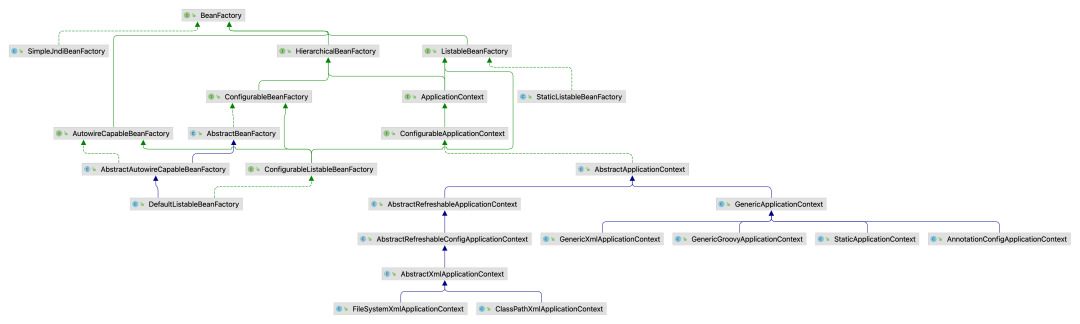 BeanFactory
SimpleJndiBeanFactory
HierarchicalBeanFactory
ListableBeanFactory
ConfigurableBeanFactory
ApplicationContext
StaticListableBeanFactory
AutowireCapableBeanFactory
AbstractBeanFactory
ConfigurableApplicationContext
AbstractAutowireCapableBeanFactory
ConfigurableListableBeanFactory
AbstractApplicationContext
DefaultListableBeanFactory
AbstractRefreshableApplicationContext
GenericApplicationContext
AbstractRefreshableConfigApplicationContext
GenericXmlApplicationContext
GenericGroovyApplicationContext
StaticApplicationContext
AnnotationConfigApplicationContext
AbstractXmlApplicationContext
FileSystemXmlApplicationContext
ClassPathXmlApplicationContext